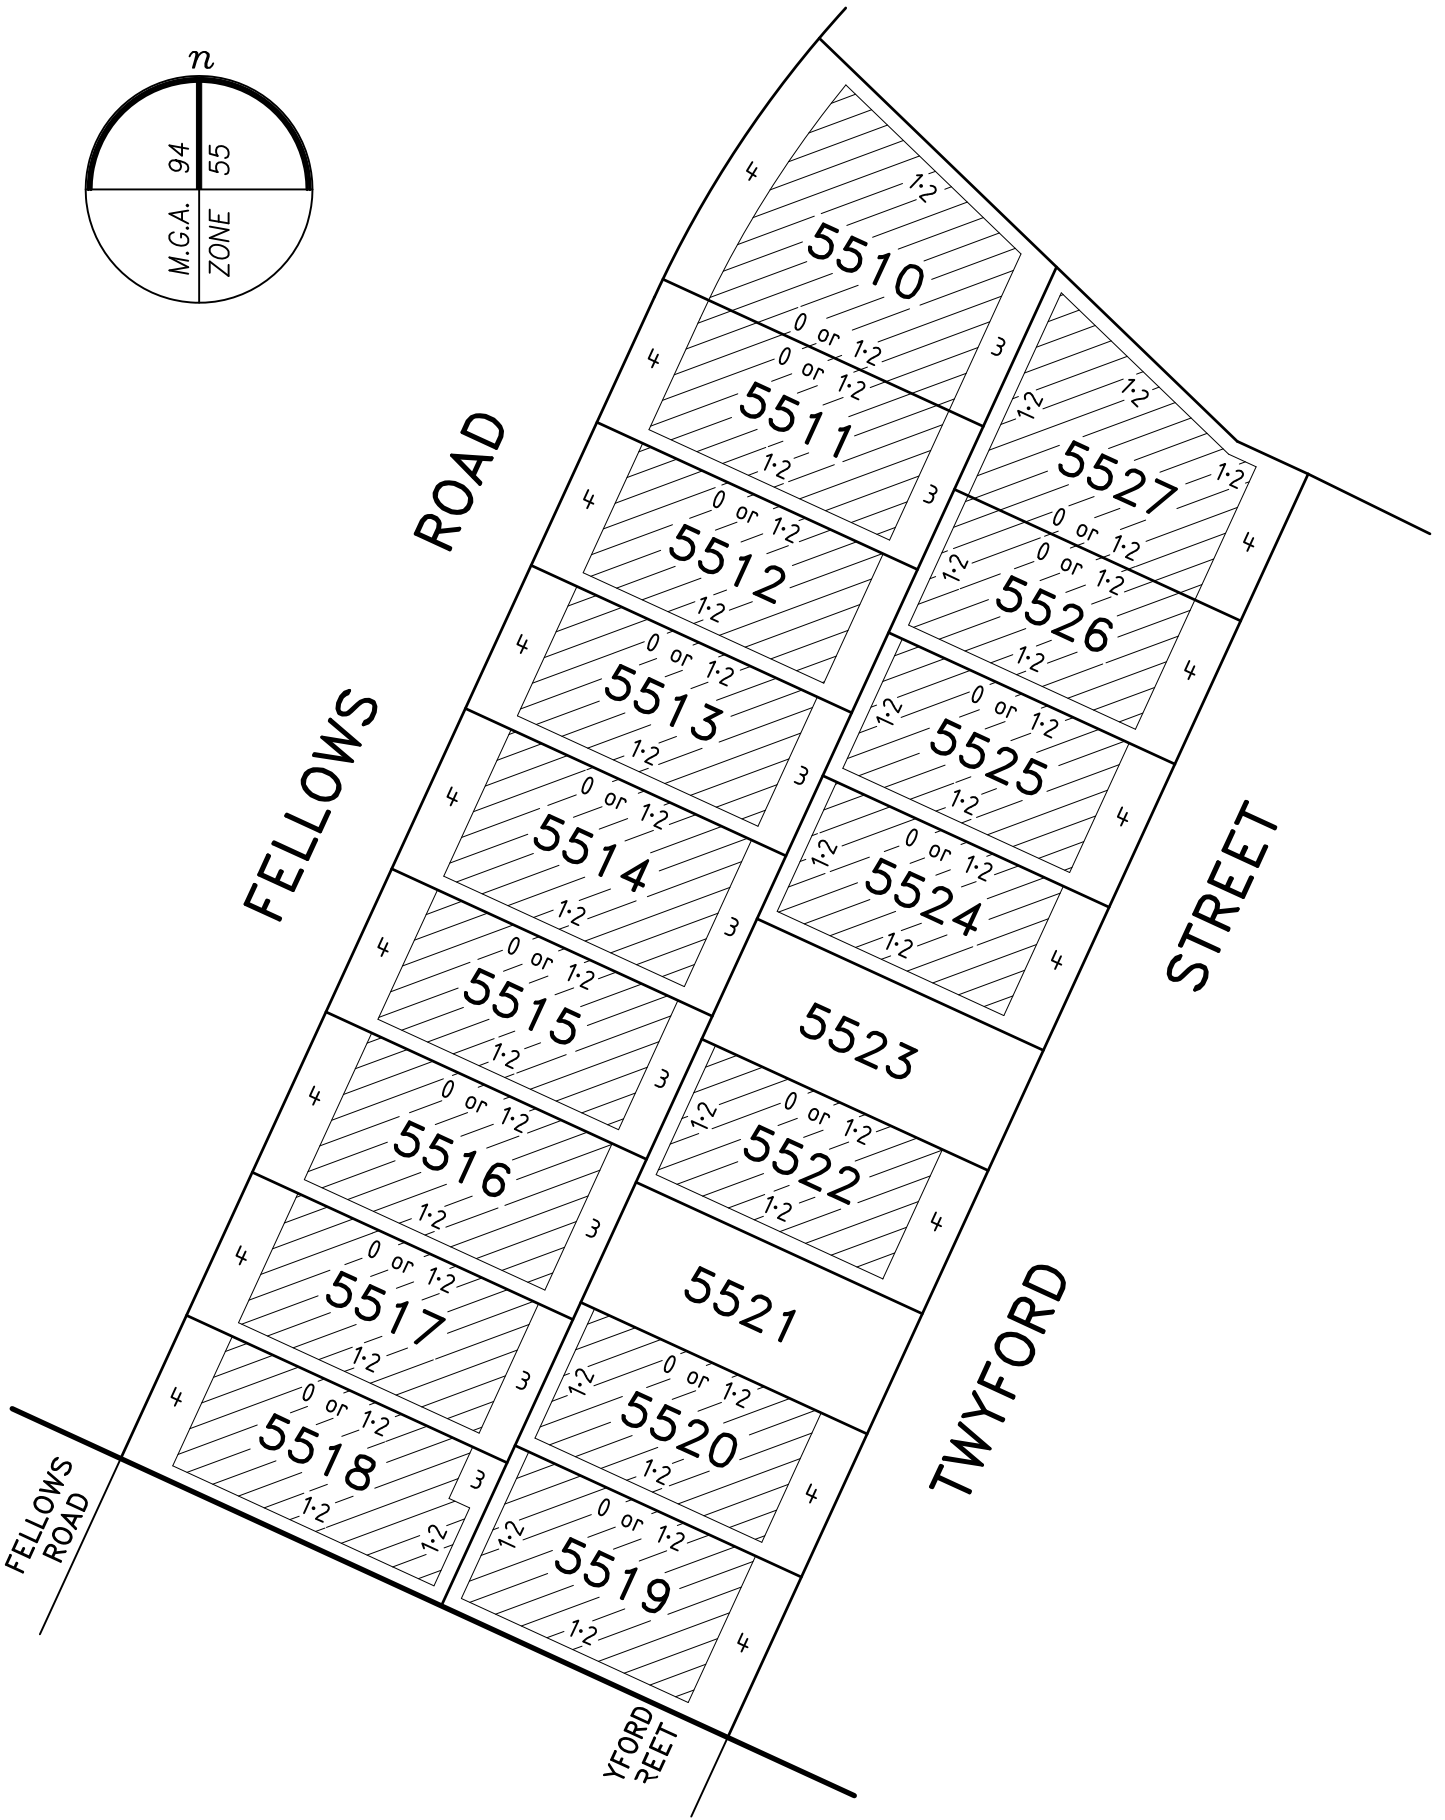 n
94
55
M.G.A.
ZONE
4
1·2
5510
0 or 1·2
3
4
0 or 1·2
5511
1·2
3
4
0 or 1·2
5512
1·2
4
0 or 1·2
5513
1·2
3
4
0 or 1·2
5514
1·2
3
4
0 or 1·2
5515
1·2
3
4
0 or 1·2
5516
1·2
3
4
0 or 1·2
5517
1·2
3
4
0 or 1·2
5518
1·2
3
1·2
1·2
1·2
1·2
5527
0 or 1·2
4
1·2
0 or 1·2
5526
1·2
4
1·2
0 or 1·2
5525
1·2
4
1·2
0 or 1·2
5524
1·2
4
5523
1·2
0 or 1·2
5522
1·2
4
5521
1·2
0 or 1·2
5520
1·2
4
1·2
0 or 1·2
5519
1·2
4
FELLOWS ROAD
TWYFORD STREET
FELLOWS
ROAD
YFORD
REET